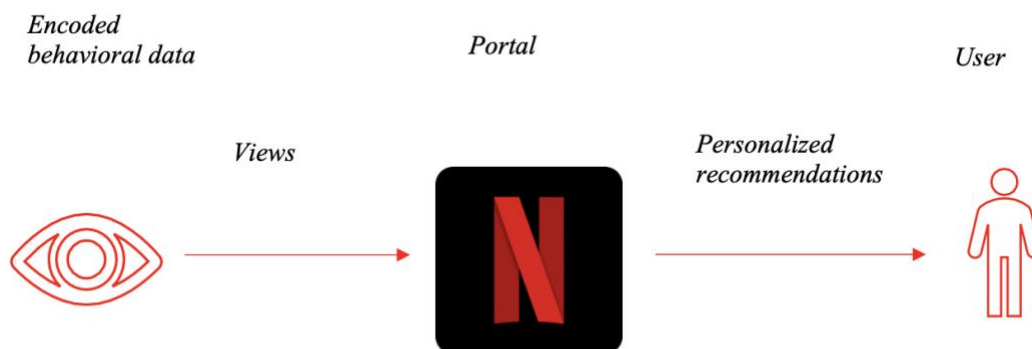 Encoded
behavioral data
Portal
User
Views
Personalized
recommendations
N